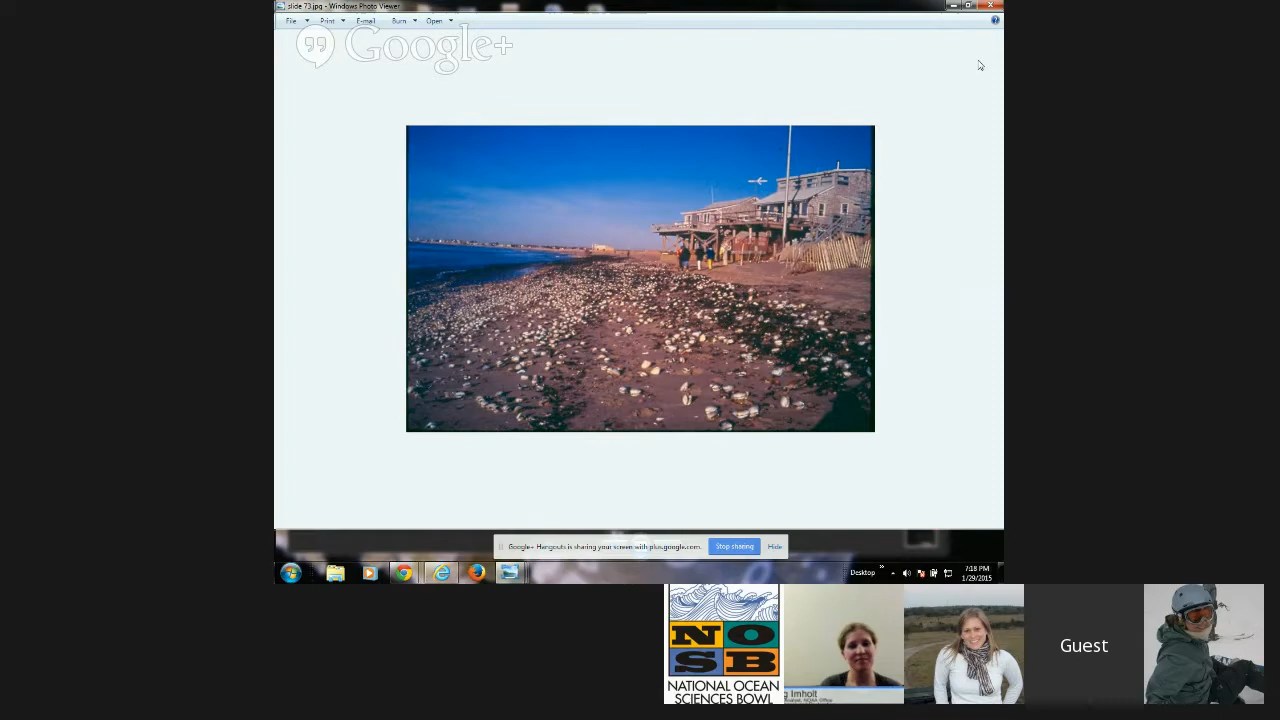 slide 73.jpg - Windows Photo Viewer
File Print E-mail Burn Open
Google+
Google+ Hangouts is sharing your screen with plus.google.com. Stop sharing Hide
Desktop
7:18 PM
1/29/2015
NO
SB
NATIONAL OCEAN
SCIENCES BOWL
g Imholt
Guest